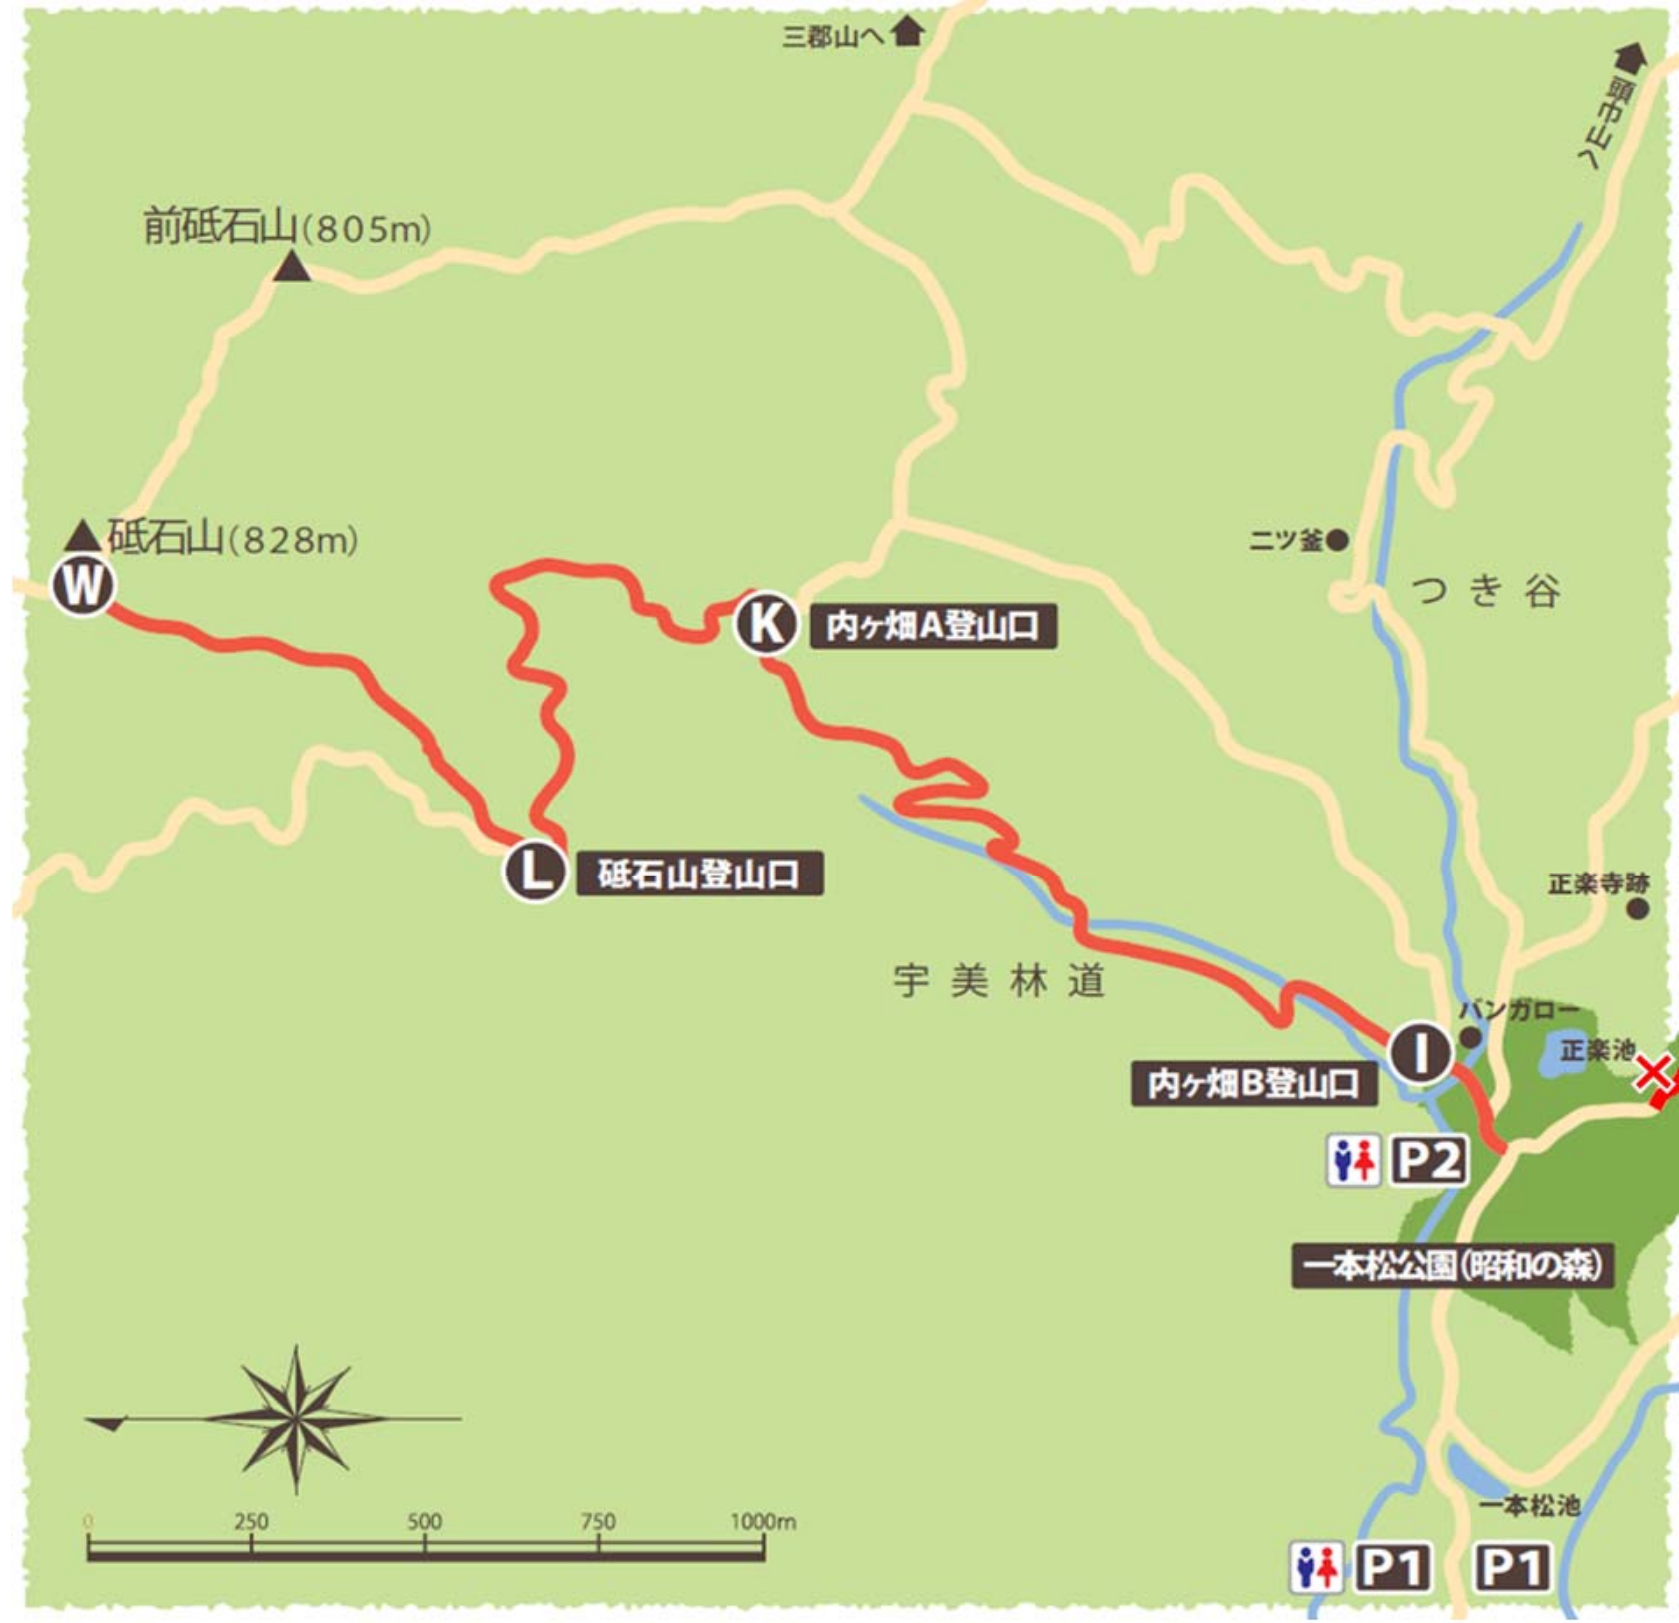 三郡山へ
頭巾山へ
前砥石山(805m)
砥石山(828m)
W
二ツ釜
つき谷
K
内ヶ畑A登山口
L
砥石山登山口
正楽寺跡
宇美林道
バンガロー
正楽池
I
内ヶ畑B登山口
P2
一本松公園(昭和の森)
一本松池
0 250 500 750 1000m
P1 P1